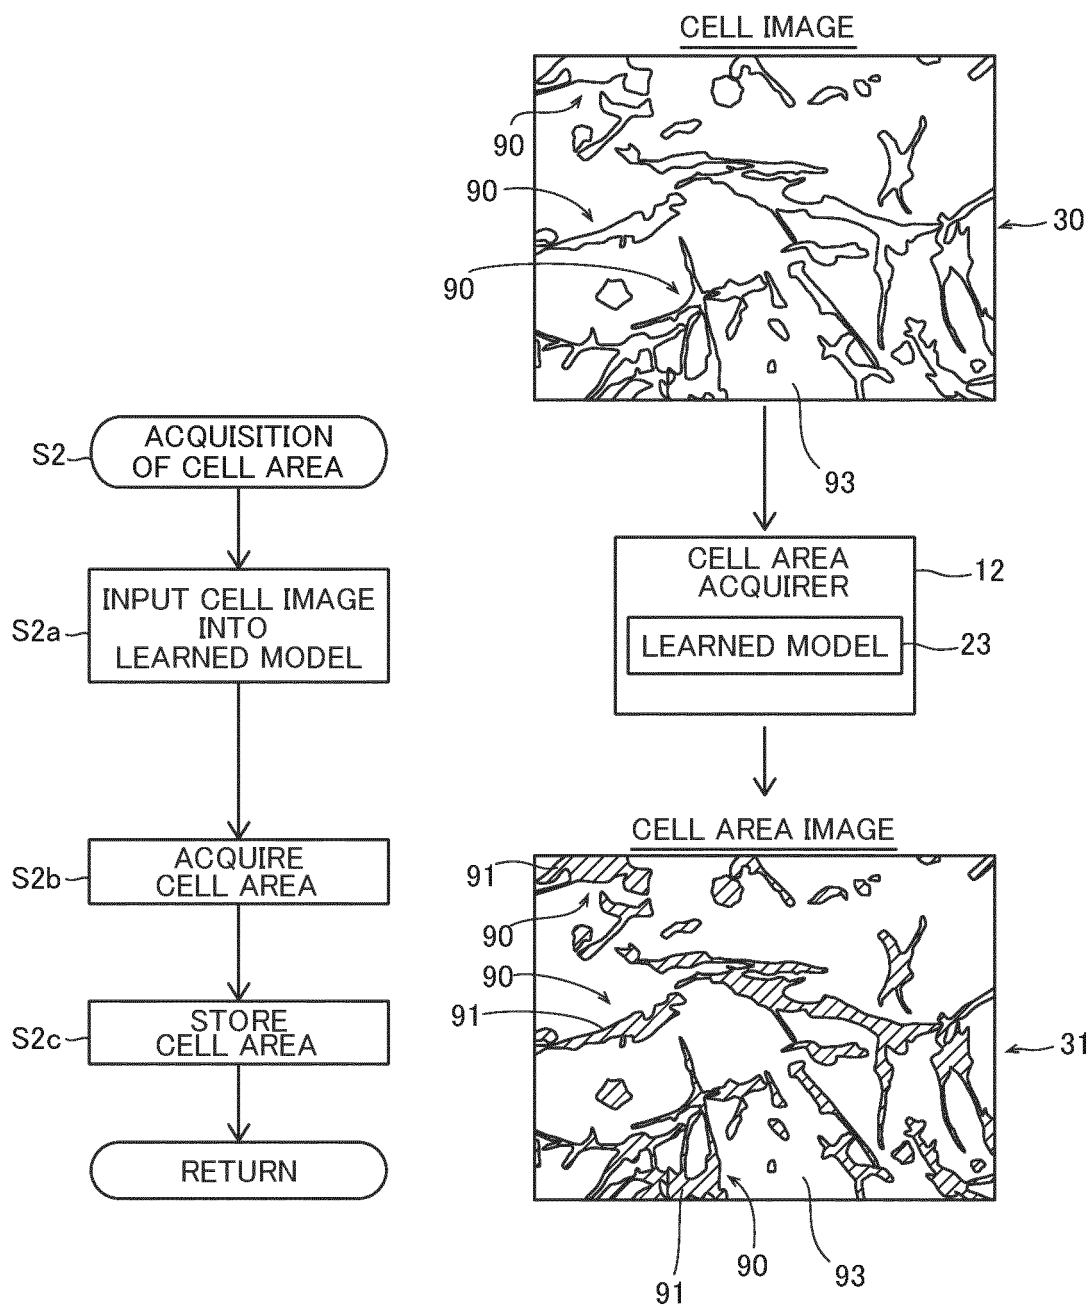 CELL IMAGE
90
90
90
30
93
S2
ACQUISITION
OF CELL AREA
S2a
INPUT CELL IMAGE
INTO
LEARNED MODEL
S2b
ACQUIRE
CELL AREA
S2c
STORE
CELL AREA
RETURN
CELL AREA
ACQUIRER
12
LEARNED MODEL
23
CELL AREA IMAGE
91
90
90
91
31
90
93
91